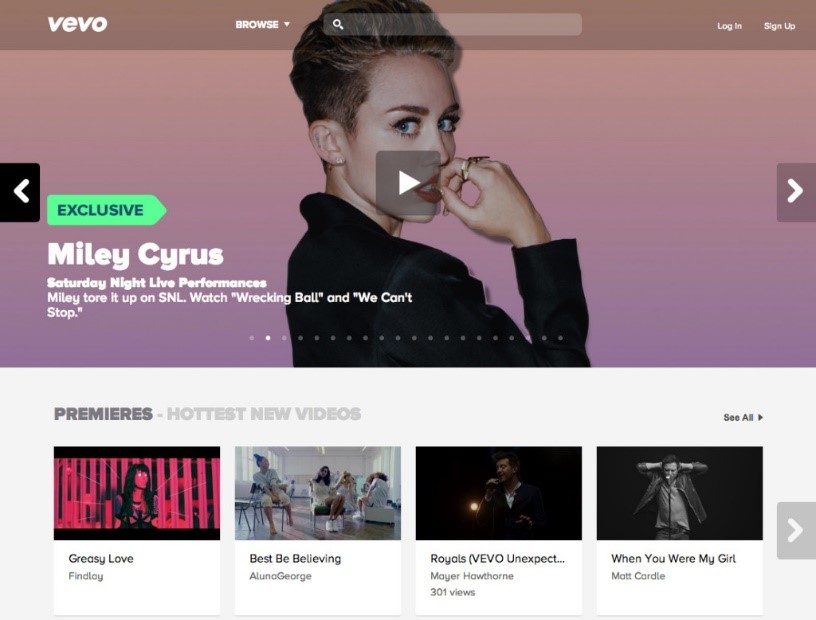 vevo
BROWSE
Log In
Sign Up
EXCLUSIVE
Miley Cyrus
Saturday Night Live Performances
Miley tore it up on SNL. Watch "Wrecking Ball" and "We Can't
Stop."
PREMIERES - HOTTEST NEW VIDEOS
See All
Greasy Love
Findlay
Best Be Believing
AlunaGeorge
Royals (VEVO Unexpect...
Mayer Hawthorne
301 views
When You Were My Girl
Matt Cardle